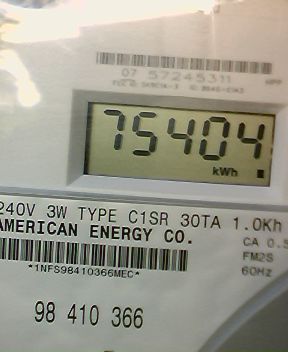 07 57245311
75404
kWh
240V 3W TYPE C1SR 30TA 1.0Kh
AMERICAN ENERGY CO.
CA 0.5
FM2S
60Hz
*1NFS98410366MEC*
98 410 366